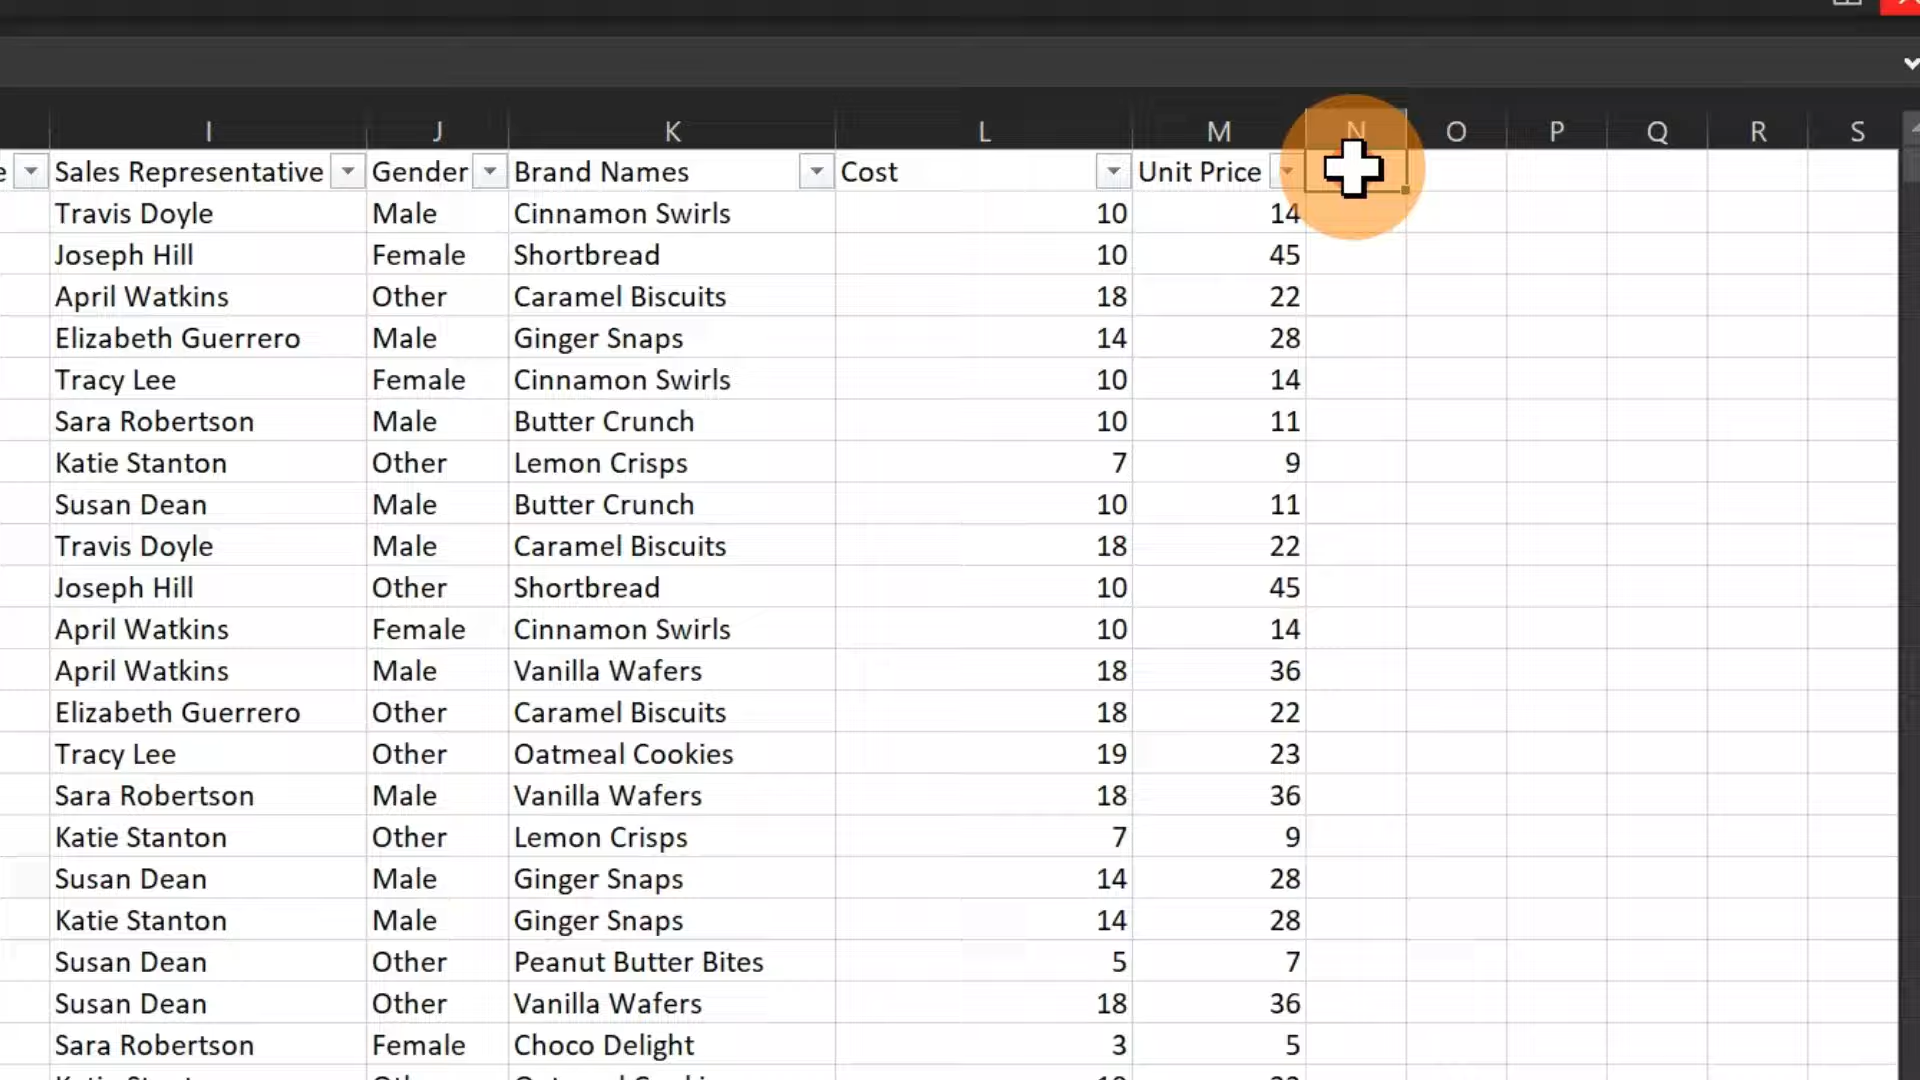 I J K L M N O P Q R S
e Sales Representative Gender Brand Names Cost Unit Price
Travis Doyle Male Cinnamon Swirls 10 14
Joseph Hill Female Shortbread 10 45
April Watkins Other Caramel Biscuits 18 22
Elizabeth Guerrero Male Ginger Snaps 14 28
Tracy Lee Female Cinnamon Swirls 10 14
Sara Robertson Male Butter Crunch 10 11
Katie Stanton Other Lemon Crisps 7 9
Susan Dean Male Butter Crunch 10 11
Travis Doyle Male Caramel Biscuits 18 22
Joseph Hill Other Shortbread 10 45
April Watkins Female Cinnamon Swirls 10 14
April Watkins Male Vanilla Wafers 18 36
Elizabeth Guerrero Other Caramel Biscuits 18 22
Tracy Lee Other Oatmeal Cookies 19 23
Sara Robertson Male Vanilla Wafers 18 36
Katie Stanton Other Lemon Crisps 7 9
Susan Dean Male Ginger Snaps 14 28
Katie Stanton Male Ginger Snaps 14 28
Susan Dean Other Peanut Butter Bites 5 7
Susan Dean Other Vanilla Wafers 18 36
Sara Robertson Female Choco Delight 3 5